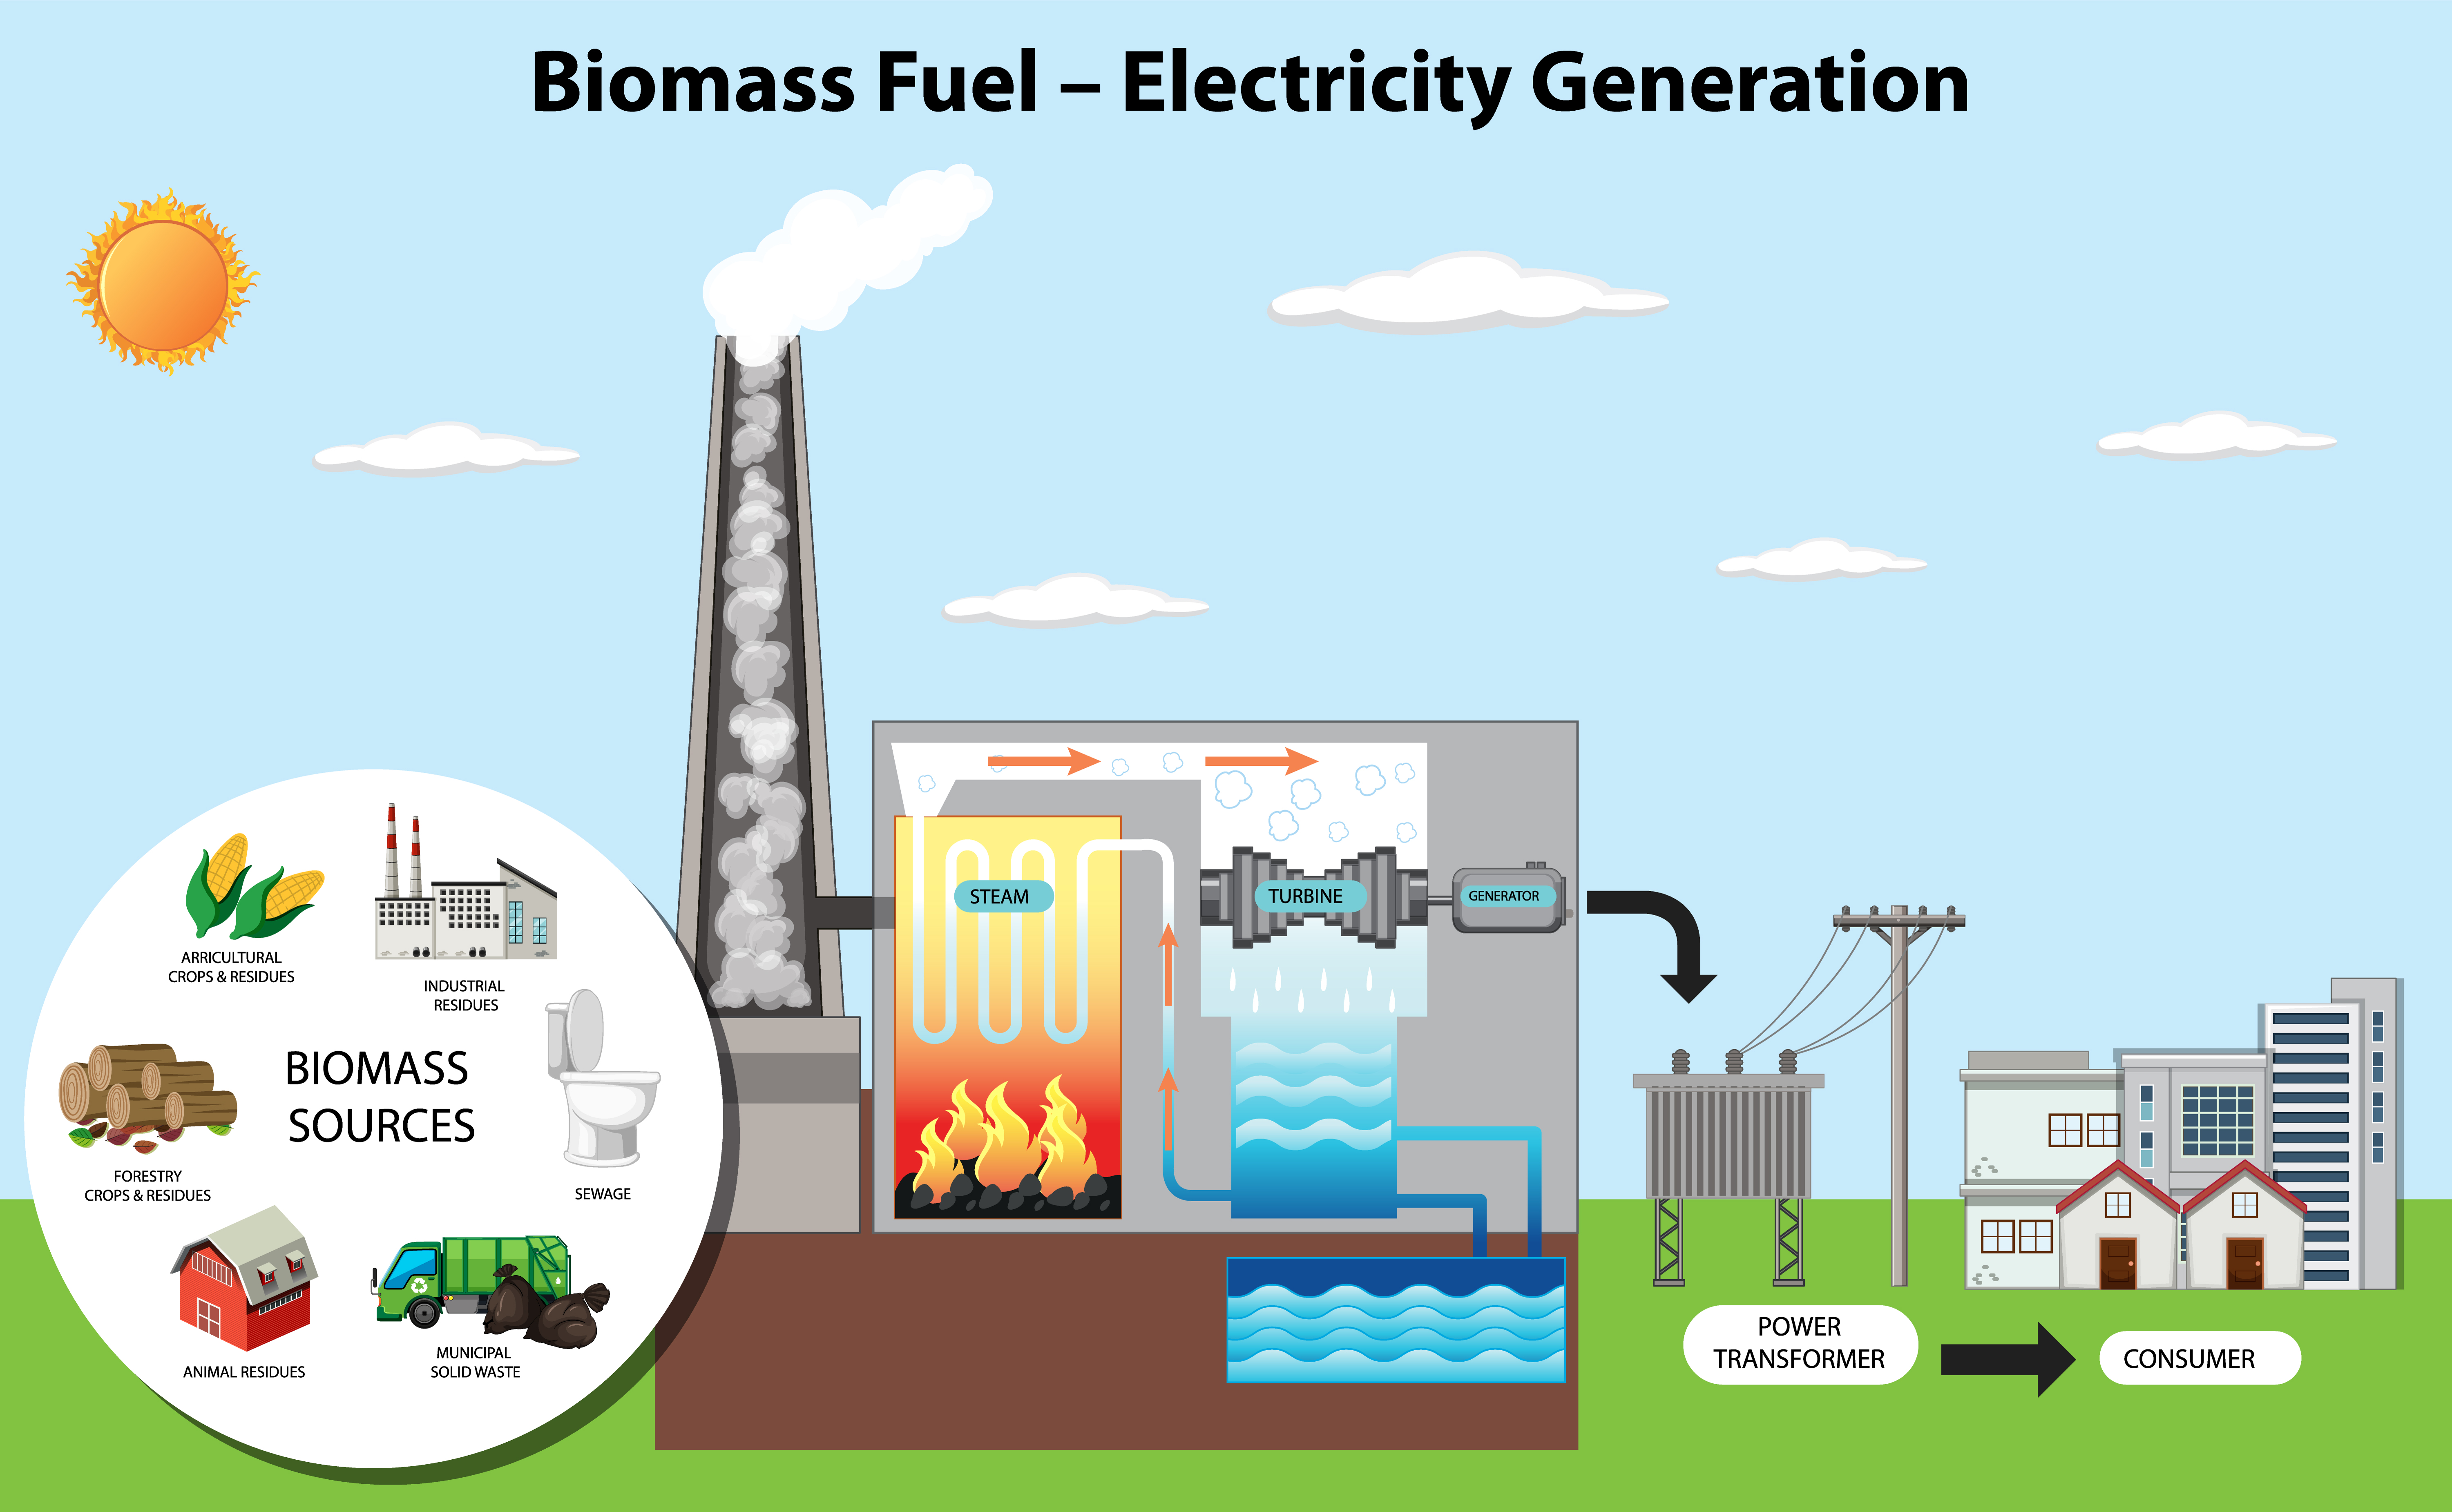 Biomass Fuel – Electricity Generation
ARRICULTURAL
CROPS & RESIDUES
INDUSTRIAL
RESIDUES
BIOMASS
SOURCES
FORESTRY
CROPS & RESIDUES
SEWAGE
ANIMAL RESIDUES
MUNICIPAL
SOLID WASTE
STEAM
TURBINE
GENERATOR
POWER
TRANSFORMER
CONSUMER